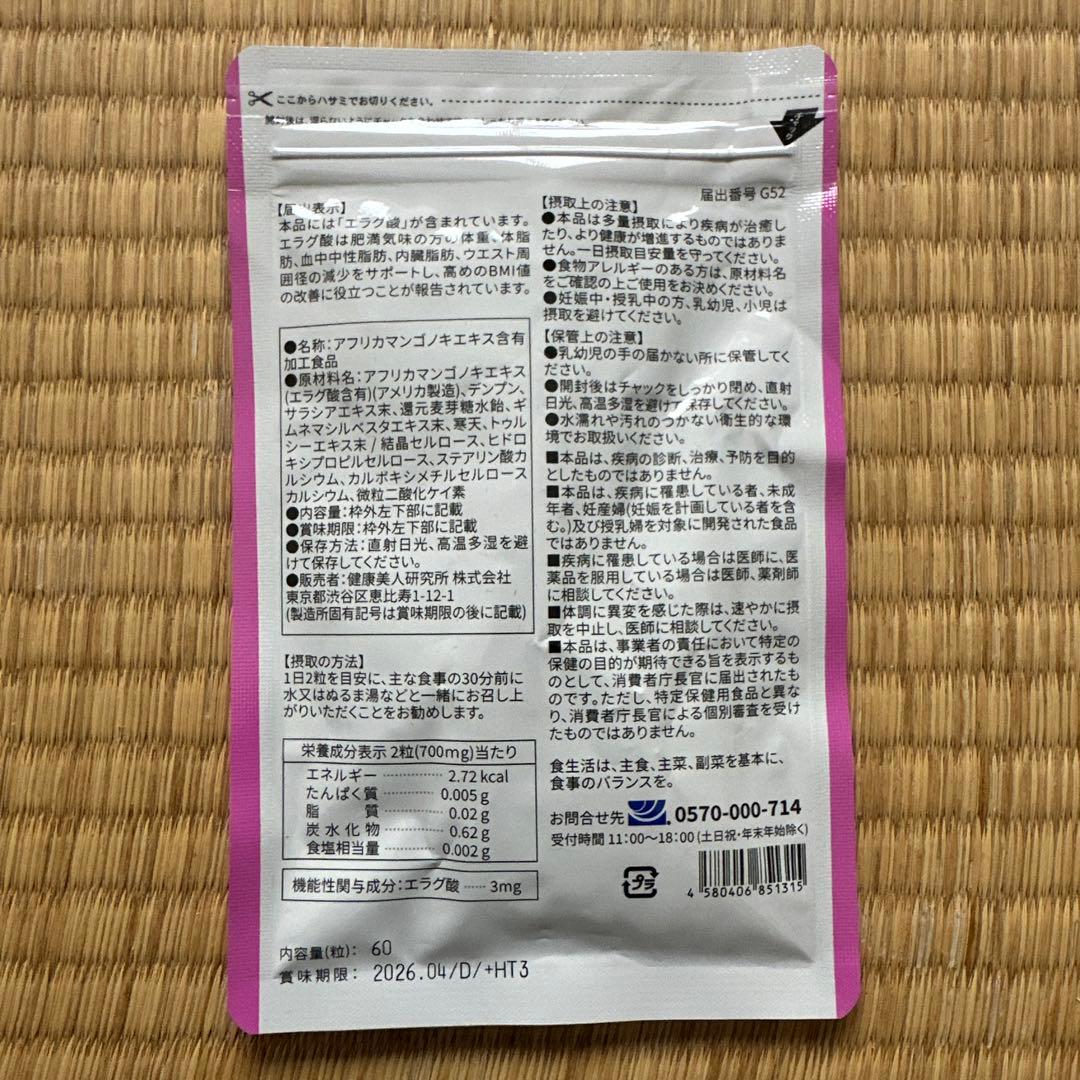 ここからハサミでお切りください。
届出番号 G52
【届出表示】
本品には「エラグ酸」が含まれています。
エラグ酸は肥満気味の方の体重、体脂
肪、血中中性脂肪、内臓脂肪、ウエスト周
囲径の減少をサポートし、高めのBMI値
の改善に役立つことが報告されています。
●名称：アフリカマンゴノキエキス含有
加工食品
●原材料名：アフリカマンゴノキエキス
(エラグ酸含有)(アメリカ製造)、デンプン、
サラシアエキス末、還元麦芽糖水飴、ギ
ムネマシルベスタエキス末、寒天、トゥル
シーエキス末 / 結晶セルロース、ヒドロ
キシプロピルセルロース、ステアリン酸カ
ルシウム、カルボキシメチルセルロース
カルシウム、微粒二酸化ケイ素
●内容量：枠外左下部に記載
●賞味期限：枠外左下部に記載
●保存方法：直射日光、高温多湿を避
けて保存してください。
●販売者：健康美人研究所 株式会社
東京都渋谷区恵比寿1-12-1
(製造所固有記号は賞味期限の後に記載)
【摂取の方法】
1日2粒を目安に、主な食事の30分前に
水又はぬるま湯などと一緒にお召し上
がりいただくことをお勧めします。
栄養成分表示 2粒(700mg)当たり
エネルギー ……………… 2.72 kcal
たんぱく質 ……………… 0.005 g
脂　　質 ……………… 0.02 g
炭水化物 ……………… 0.62 g
食塩相当量 ……………… 0.002 g
機能性関与成分：エラグ酸 …… 3mg
内容量(粒)： 60
賞味期限： 2026.04/D/+HT3
【摂取上の注意】
●本品は多量摂取により疾病が治癒し
たり、より健康が増進するものではありま
せん。一日摂取目安量を守ってください。
●食物アレルギーのある方は、原材料名
をご確認の上ご使用をお決めください。
●妊娠中・授乳中の方、乳幼児、小児は
摂取を避けてください。
【保管上の注意】
●乳幼児の手の届かない所に保管してく
ださい。
●開封後はチャックをしっかり閉め、直射
日光、高温多湿を避けて保存してください。
●水濡れや汚れのつかない衛生的な環
境でお取扱いください。
■本品は、疾病の診断、治療、予防を目的
としたものではありません。
■本品は、疾病に罹患している者、未成
年者、妊産婦(妊娠を計画している者を含
む。)及び授乳婦を対象に開発された食品
ではありません。
■疾病に罹患している場合は医師に、医
薬品を服用している場合は医師、薬剤師
に相談してください。
■体調に異変を感じた際は、速やかに摂
取を中止し、医師に相談してください。
■本品は、事業者の責任において特定の
保健の目的が期待できる旨を表示するも
のとして、消費者庁長官に届出されたも
のです。ただし、特定保健用食品と異な
り、消費者庁長官による個別審査を受け
たものではありません。
食生活は、主食、主菜、副菜を基本に、
食事のバランスを。
お問合せ先 0570-000-714
受付時間 11:00～18:00 (土日祝・年末年始除く)
プラ
4 580406 851315